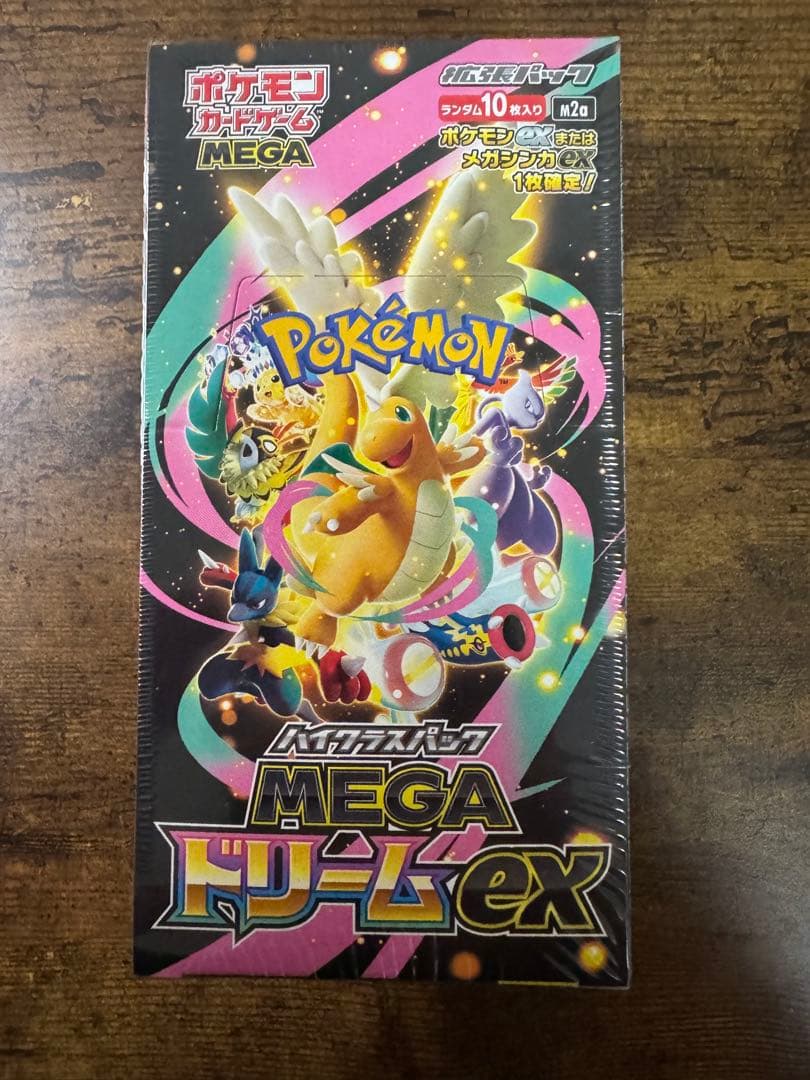 ポケモン
カードゲーム™
MEGA
拡張パック
ランダム10枚入り M2a
ポケモンexまたは
メガシンカex
1枚確定!
POKéMON™
ハイクラスパック
MEGA
ドリームex